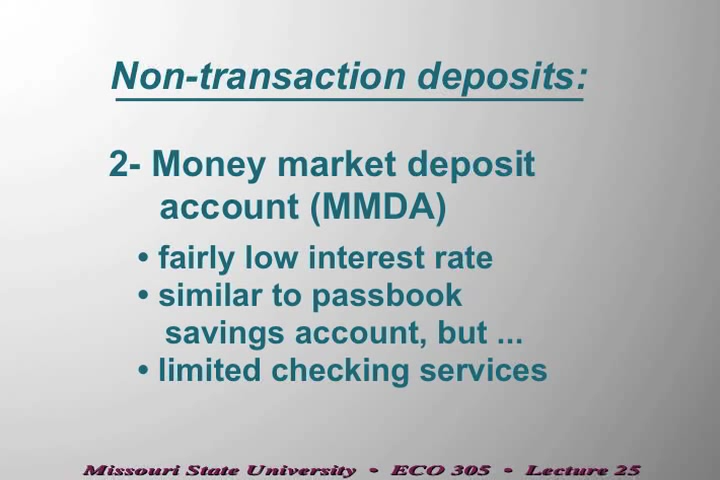 Non-transaction deposits:
2- Money market deposit
account (MMDA)
• fairly low interest rate
• similar to passbook
savings account, but ...
• limited checking services
Missouri State University • ECO 305 • Lecture 25